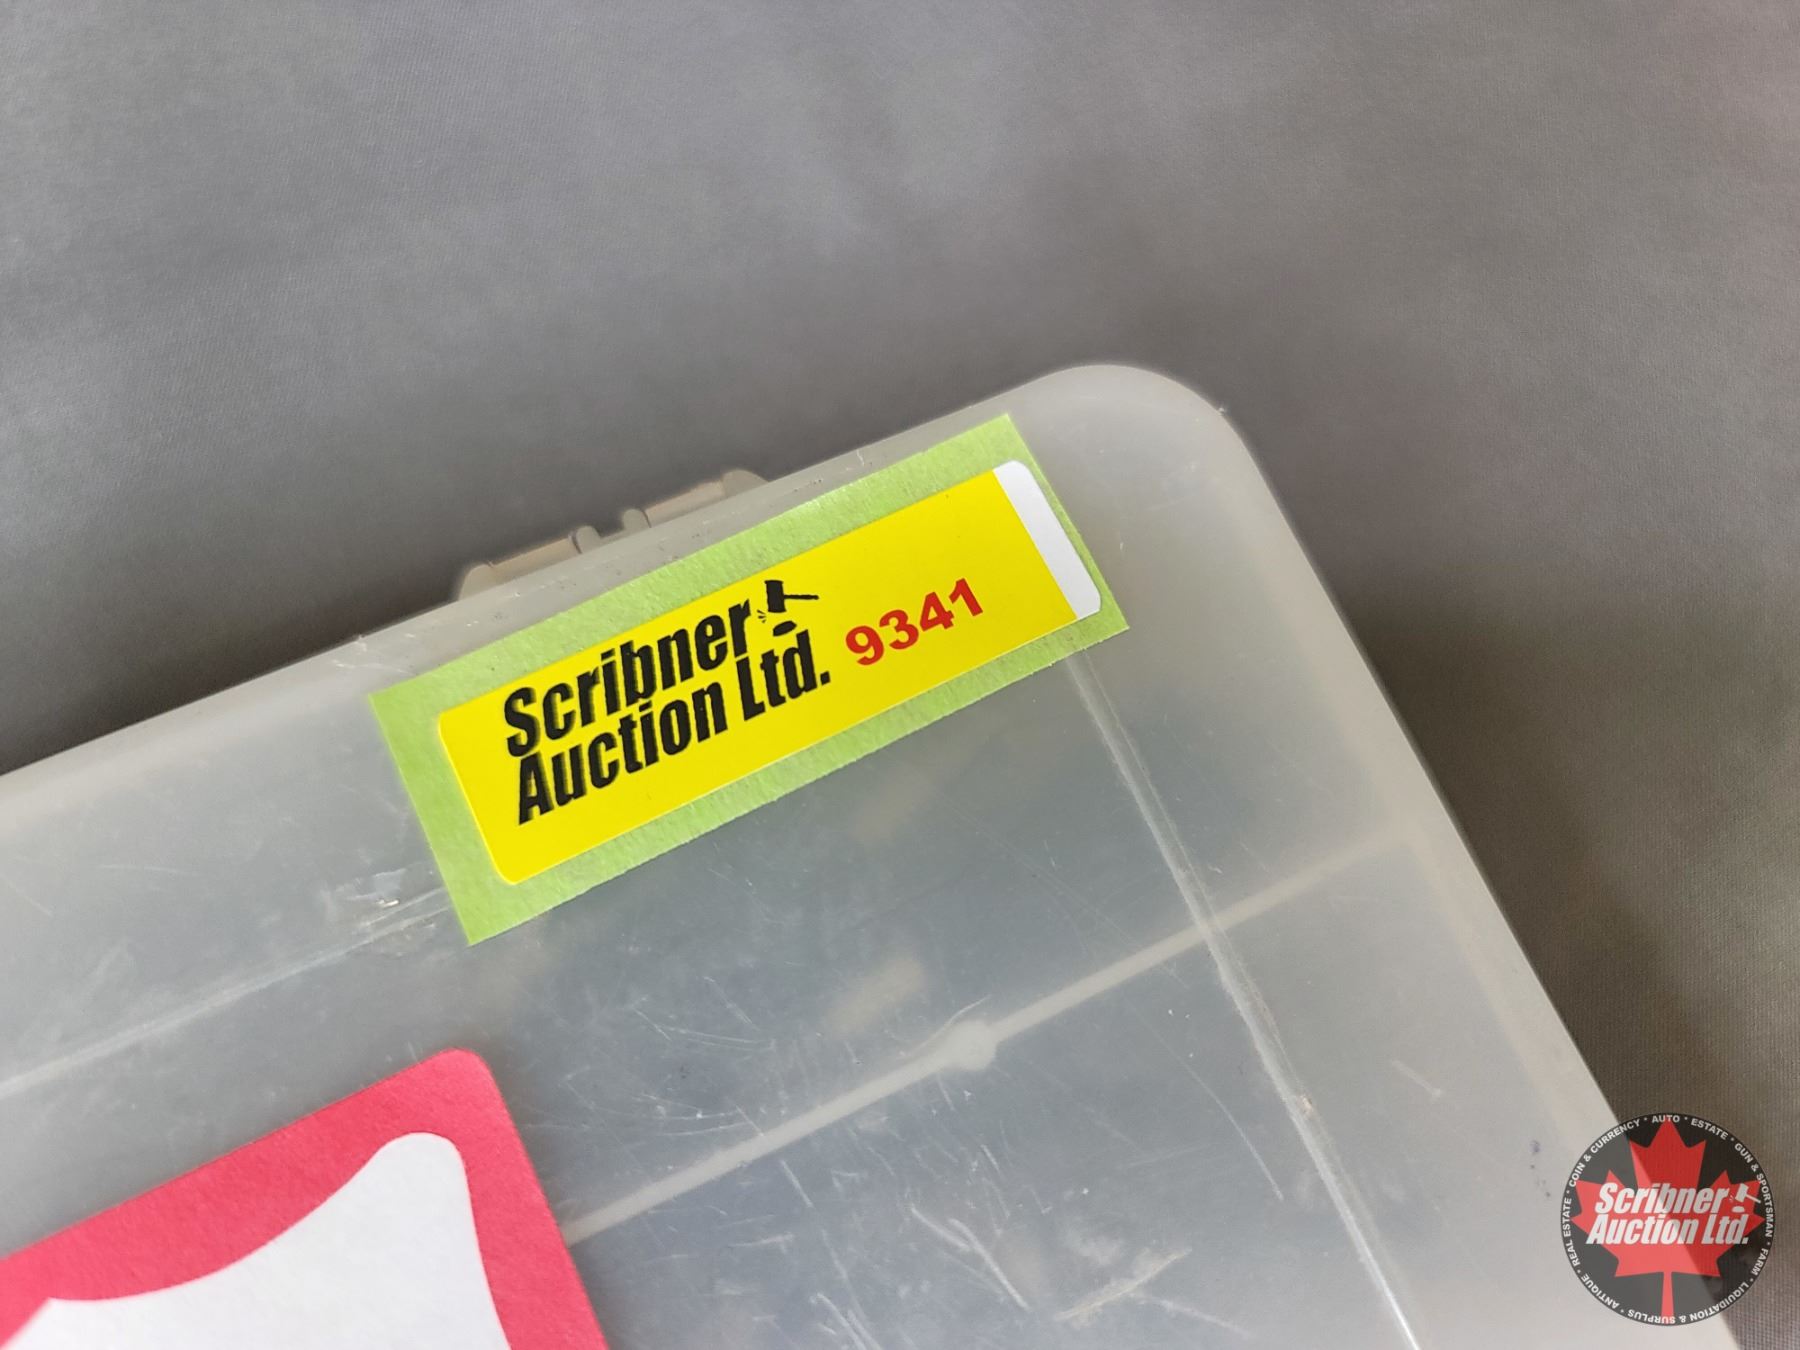 Scribner
Auction Ltd.
9341
COIN & CURRENCY • AUTO • ESTATE • GUN & SPORTSMAN • FARM • LIQUIDATION & SURPLUS • ANTIQUE • REAL ESTATE •
Scribner
Auction Ltd.